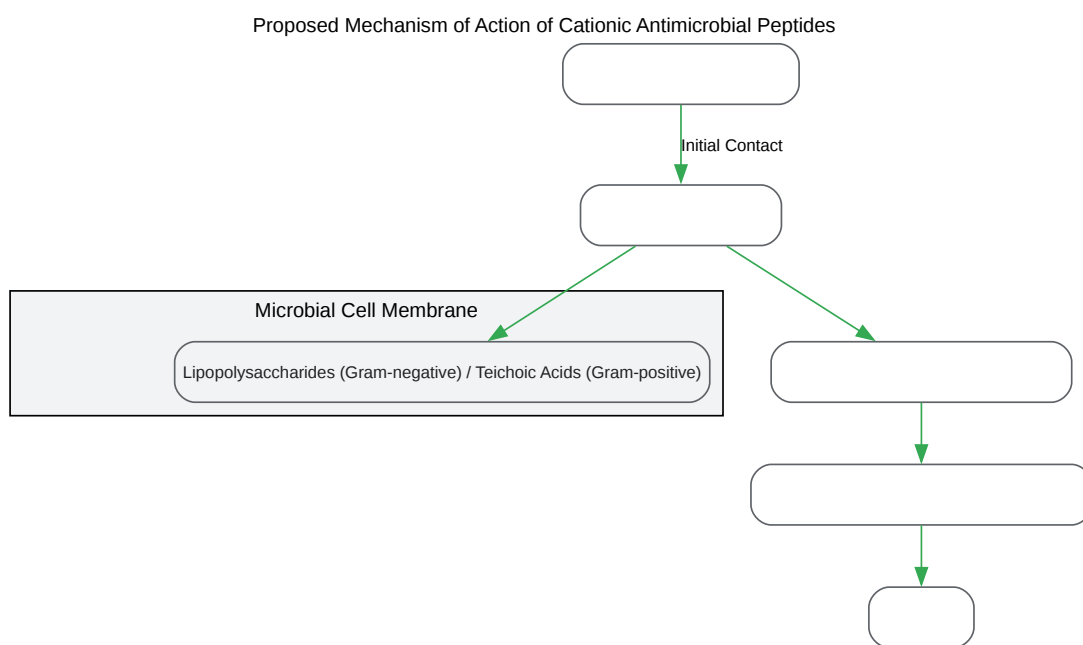 Proposed Mechanism of Action of Cationic Antimicrobial Peptides
Initial Contact
Microbial Cell Membrane
Lipopolysaccharides (Gram-negative) / Teichoic Acids (Gram-positive)